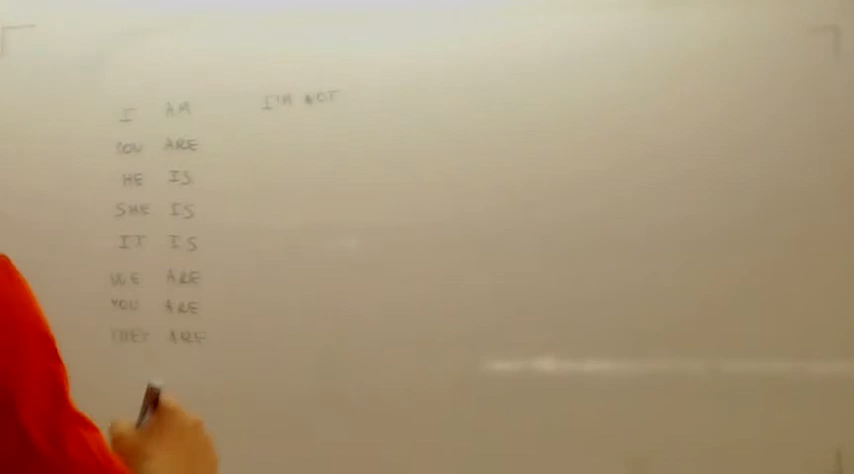 I AM I'M NOT
YOU ARE
HE IS
SHE IS
IT IS
WE ARE
YOU ARE
THEY ARE